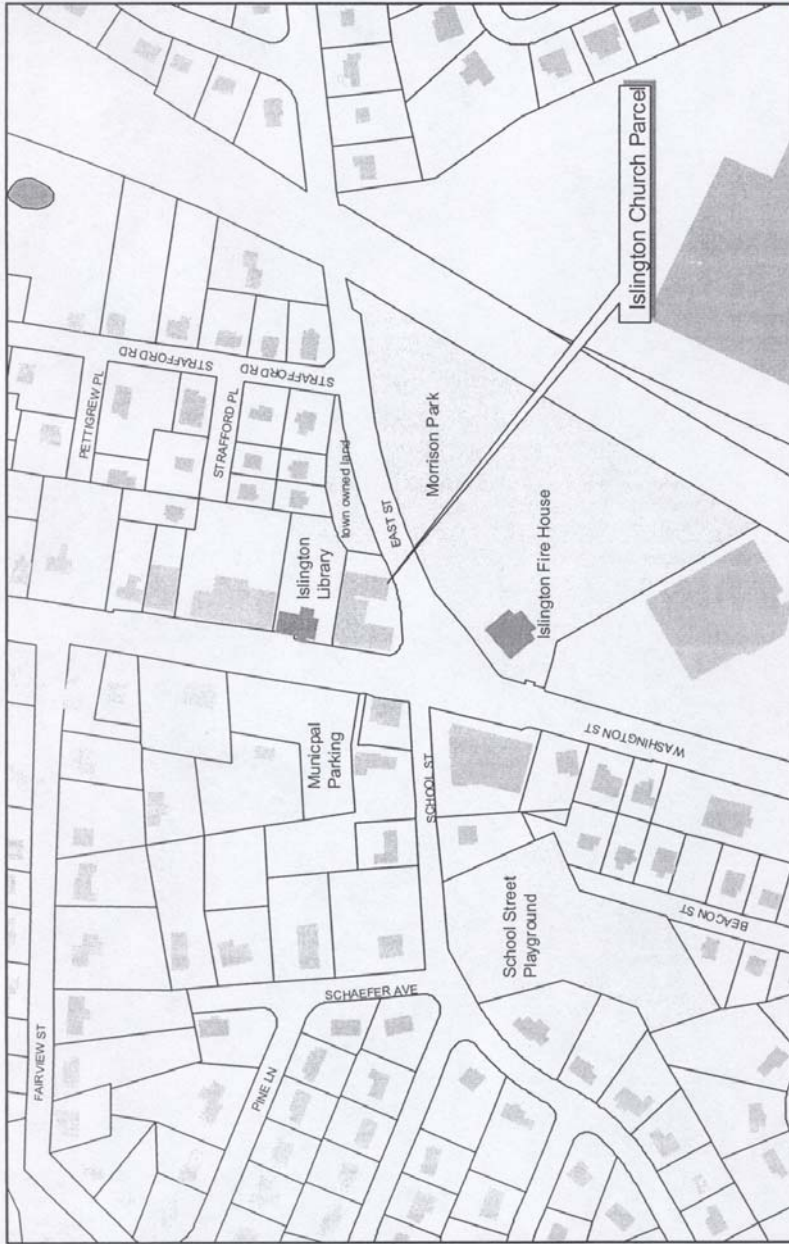 FAIRVIEW ST
PETTIGREW PL
STRAFFORD RD
STRAFFORD PL
STRAFFORD RD
town owned land
Islington
Library
Municpal
Parking
EAST ST
Morrison Park
SCHOOL ST
SCHAEFER AVE
PINE LN
School Street
Playground
Islington Fire House
WASHINGTON ST
BEACON ST
Islington Church Parcel